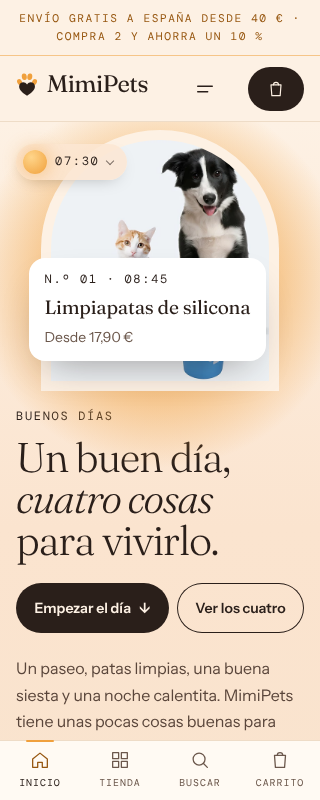 ENVÍO GRATIS A ESPAÑA DESDE 40 € ·
COMPRA 2 Y AHORRA UN 10 %
MimiPets
07:30
N.º 01 · 08:45
Limpiapatas de silicona
Desde 17,90 €
BUENOS DÍAS
Un buen día,
cuatro cosas
para vivirlo.
Empezar el día ↓
Ver los cuatro
Un paseo, patas limpias, una buena
siesta y una noche calentita. MimiPets
tiene unas pocas cosas buenas para
INICIO
TIENDA
BUSCAR
CARRITO